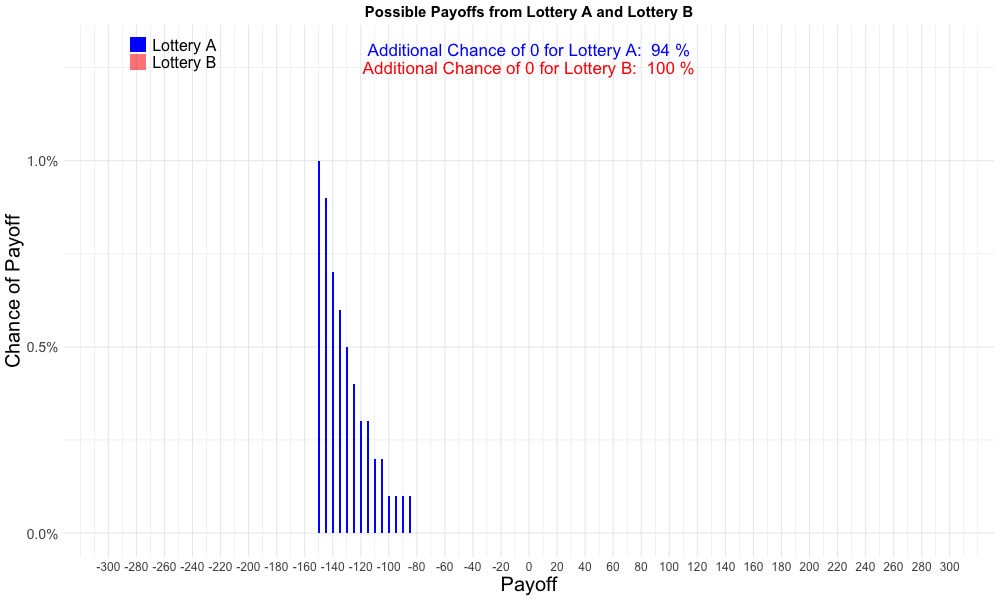 Possible Payoffs from Lottery A and Lottery B
Lottery A
Lottery B
Additional Chance of 0 for Lottery A:  94 %
Additional Chance of 0 for Lottery B:  100 %
Chance of Payoff
1.0%
0.5%
0.0%
-300 -280 -260 -240 -220 -200 -180 -160 -140 -120 -100 -80 -60 -40 -20 0 20 40 60 80 100 120 140 160 180 200 220 240 260 280 300
Payoff